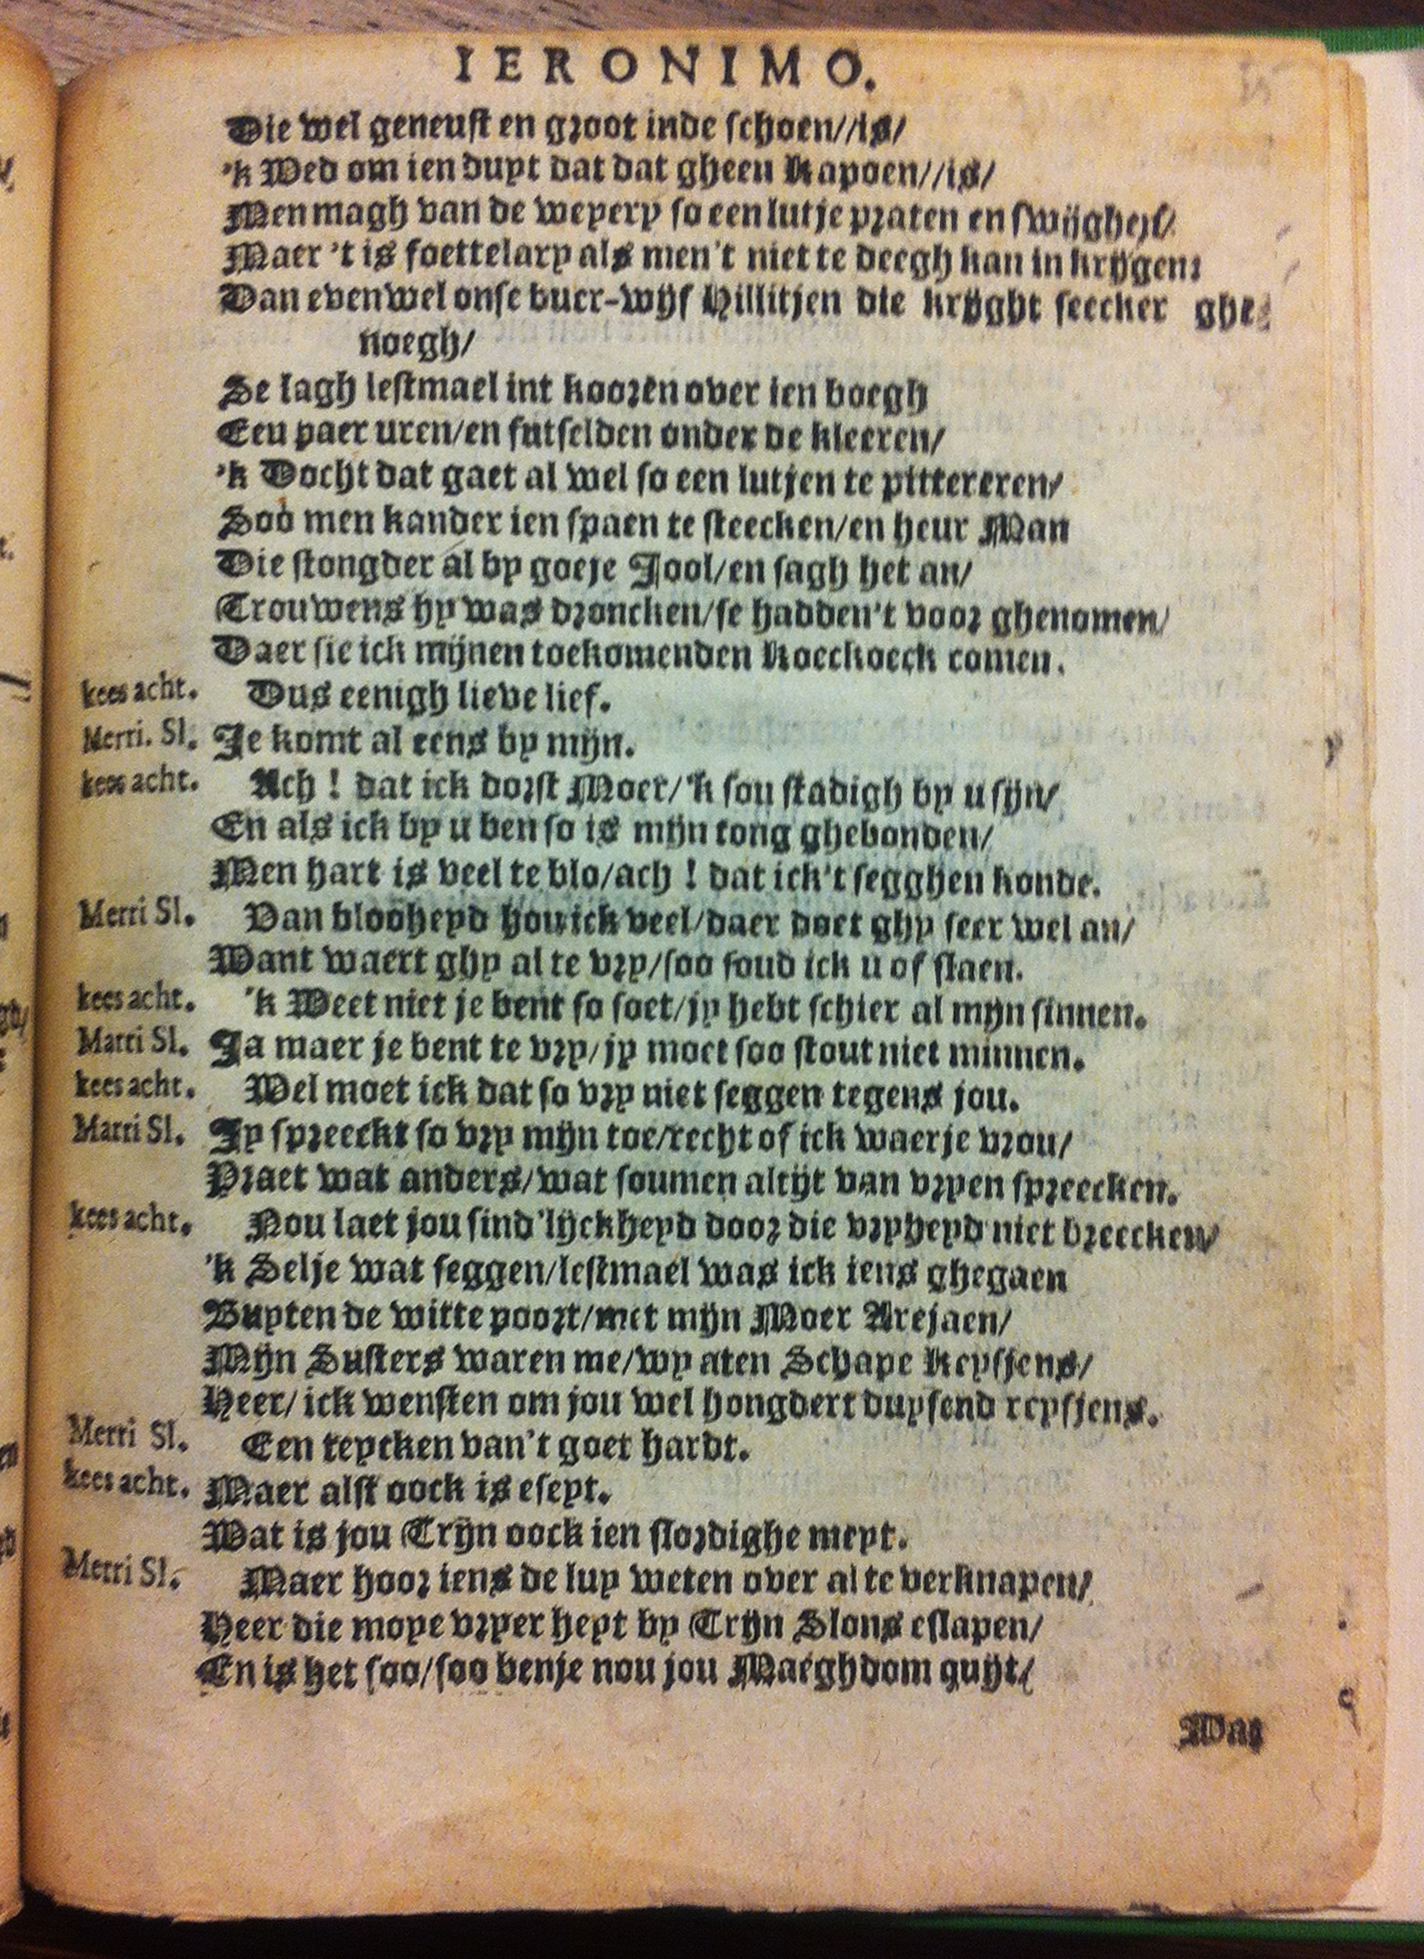 IERONIMO.
Die wel geneust en groot inde schoen//is/
'k Wed om ien duyt dat dat gheen Kapoen//is/
Men magh van de weyery so een lutje praten en swijghen/
Maer 't is foettelary als men't niet te deegh kan in krijgen:
Dan evenwel onse buer-wijf Hillitjen die krijght seecker ghe-
noegh/
Se lagh lestmael int koozen over ien boegh
Een paer uren/en futselden onder de kleeren/
'k Docht dat gaet al wel so een lutjen te pittereren/
Soo men kander ien spaen te steecken/en heur Man
Die stongder al by goeje Jool/en sagh het an/
Trouwens hy was droncken/se hadden't voor ghenomen/
Daer sie ick mijnen toekomenden Koeckoeck comen.
kees acht. Dus eenigh lieve lief.
Merri. Sl. Je komt al eens by mijn.
kees acht. Ach! dat ick dorst Moer/'k sou stadigh by u sijn/
En als ick by u ben so is mijn tong ghebonden/
Men hart is veel te blo/ach! dat ick't segghen konde.
Merri Sl. Van blooheyd hou ick veel/daer doet ghy seer wel an/
Want waert ghy al te vry/soo soud ick u of slaen.
kees acht. 'k Weet niet je bent so soet/jy hebt schier al mijn sinnen.
Marri Sl. Ja maer je bent te vry/jy moet soo stout niet minnen.
kees acht. Wel moet ick dat so vry niet seggen tegens jou.
Marri Sl. Jy spreeckt so vry mijn toe/recht of ick waerje vrou/
Praet wat anders/wat soumen altijt van vryen spreecken.
kees acht. Nou laet jou sind'lijckheyd door die vryheyd niet breecken/
'k Selje wat seggen/lestmael was ick iens ghegaen
Buyten de witte poort/met mijn Moer Arejaen/
Mijn Susters waren me/wy aten Schape Keysjens/
Heer/ ick wensten om jou wel hongdert duysend reysjens.
Merri Sl. Een teycken van't goet hardt.
kees acht. Maer alst oock is eseyt.
Wat is jou Trijn oock ien slordighe meyt.
Merri Sl. Maer hoor iens de luy weten over al te verknapen/
Heer die moye vryer heyt by Trijn Slons eslapen/
En is het soo/soo benje nou jou Maeghdom quijt/